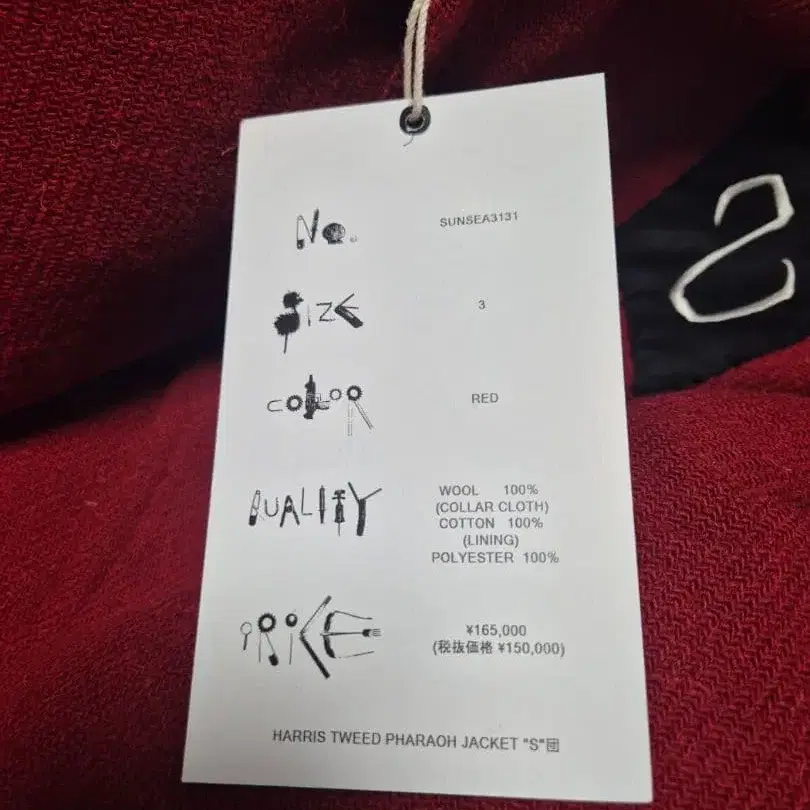 No. SUNSEA3131
SIZE 3
COLOR RED
QUALITY WOOL 100%
(COLLAR CLOTH)
COTTON 100%
(LINING)
POLYESTER 100%
PRICE ¥165,000
(税抜価格 ¥150,000)
HARRIS TWEED PHARAOH JACKET "S"団
S